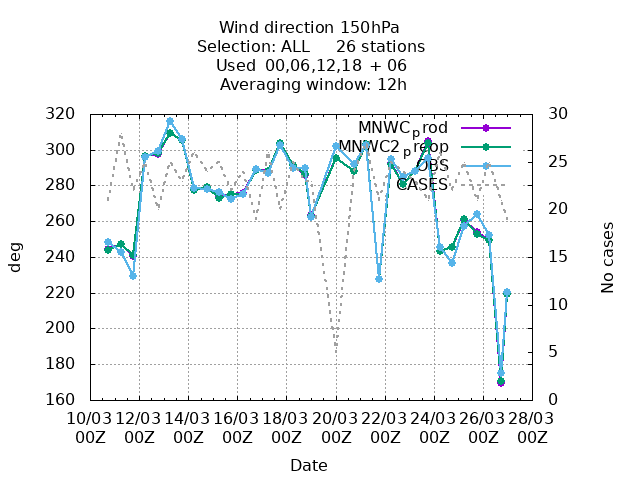 Wind direction 150hPa
Selection: ALL 26 stations
Used 00,06,12,18 + 06
Averaging window: 12h
320
300
280
260
240
220
200
180
160
30
25
20
15
10
5
0
MNWCprod
MNWC2preop
OBS
CASES
deg
No cases
10/03 12/03 14/03 16/03 18/03 20/03 22/03 24/03 26/03 28/03
00Z 00Z 00Z 00Z 00Z 00Z 00Z 00Z 00Z 00Z
Date